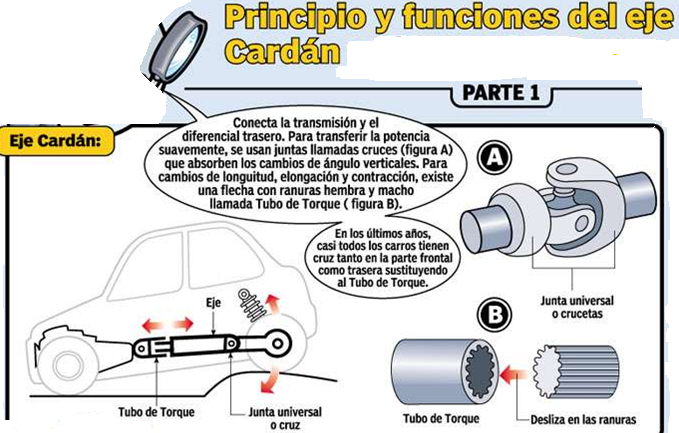 Principio y funciones del eje
Cardán
PARTE 1
Eje Cardán:
Conecta la transmisión y el
diferencial trasero. Para transferir la potencia
suavemente, se usan juntas llamadas cruces (figura A)
que absorben los cambios de ángulo verticales. Para
cambios de longuitud, elongación y contracción, existe
una flecha con ranuras hembra y macho
llamada Tubo de Torque ( figura B).
En los últimos años,
casi todos los carros tienen
cruz tanto en la parte frontal
como trasera sustituyendo
al Tubo de Torque.
A
Junta universal
o crucetas
B
Tubo de Torque
Desliza en las ranuras
Eje
Tubo de Torque
Junta universal
o cruz